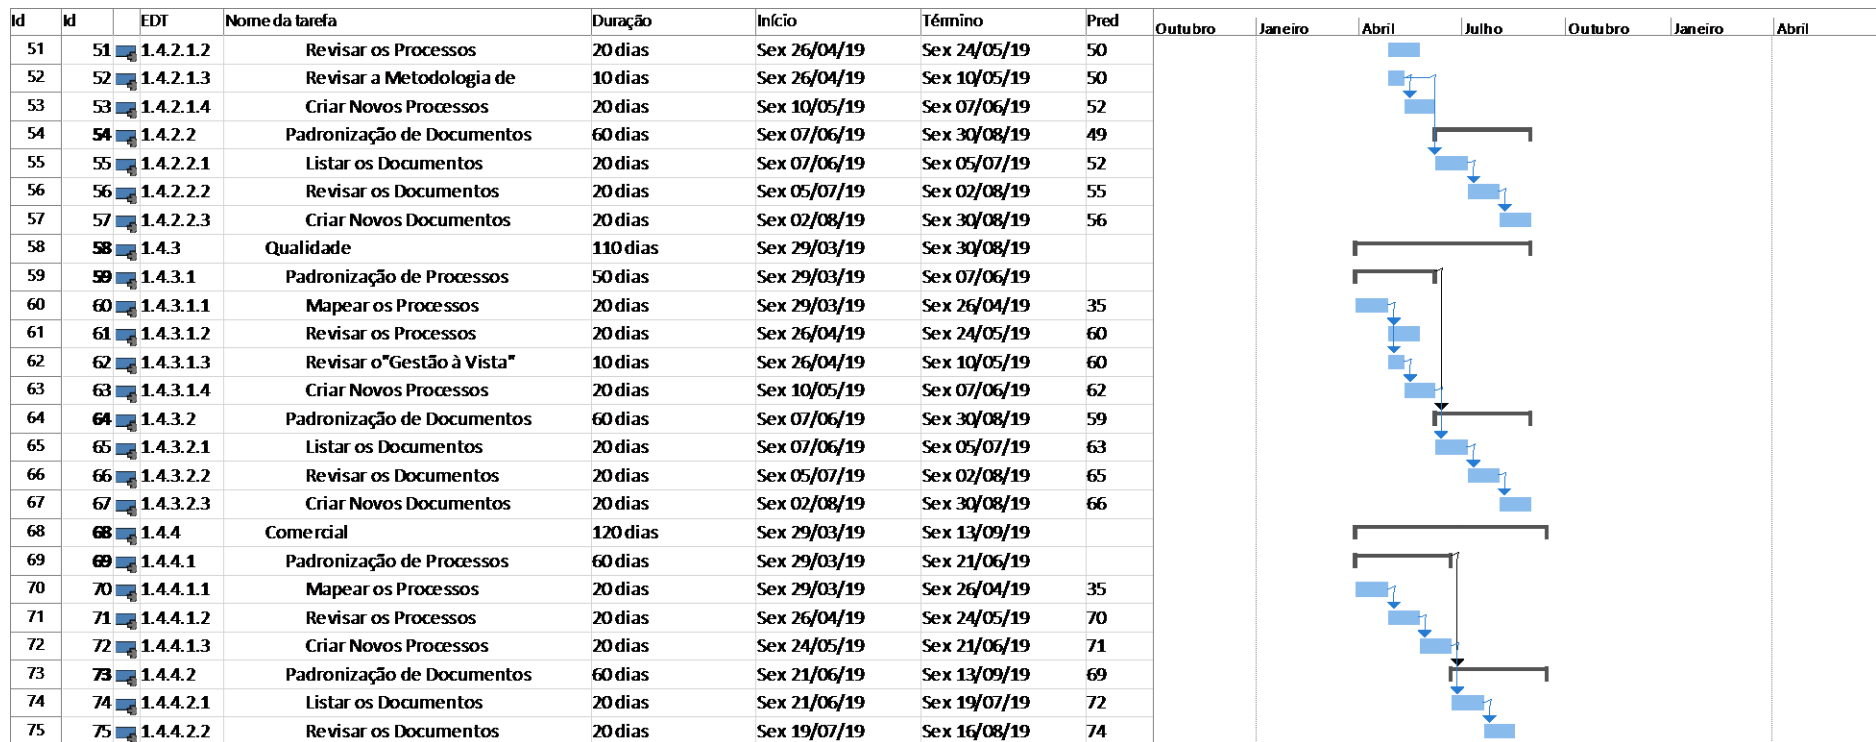 Id Id EDT Nome da tarefa Duração Início Término Pred Outubro Janeiro Abril Julho Outubro Janeiro Abril
51 51 1.4.2.1.2 Revisar os Processos 20 dias Sex 26/04/19 Sex 24/05/19 50
52 52 1.4.2.1.3 Revisar a Metodologia de 10 dias Sex 26/04/19 Sex 10/05/19 50
53 53 1.4.2.1.4 Criar Novos Processos 20 dias Sex 10/05/19 Sex 07/06/19 52
54 54 1.4.2.2 Padronização de Documentos 60 dias Sex 07/06/19 Sex 30/08/19 49
55 55 1.4.2.2.1 Listar os Documentos 20 dias Sex 07/06/19 Sex 05/07/19 52
56 56 1.4.2.2.2 Revisar os Documentos 20 dias Sex 05/07/19 Sex 02/08/19 55
57 57 1.4.2.2.3 Criar Novos Documentos 20 dias Sex 02/08/19 Sex 30/08/19 56
58 58 1.4.3 Qualidade 110 dias Sex 29/03/19 Sex 30/08/19
59 59 1.4.3.1 Padronização de Processos 50 dias Sex 29/03/19 Sex 07/06/19
60 60 1.4.3.1.1 Mapear os Processos 20 dias Sex 29/03/19 Sex 26/04/19 35
61 61 1.4.3.1.2 Revisar os Processos 20 dias Sex 26/04/19 Sex 24/05/19 60
62 62 1.4.3.1.3 Revisar o"Gestão à Vista" 10 dias Sex 26/04/19 Sex 10/05/19 60
63 63 1.4.3.1.4 Criar Novos Processos 20 dias Sex 10/05/19 Sex 07/06/19 62
64 64 1.4.3.2 Padronização de Documentos 60 dias Sex 07/06/19 Sex 30/08/19 59
65 65 1.4.3.2.1 Listar os Documentos 20 dias Sex 07/06/19 Sex 05/07/19 63
66 66 1.4.3.2.2 Revisar os Documentos 20 dias Sex 05/07/19 Sex 02/08/19 65
67 67 1.4.3.2.3 Criar Novos Documentos 20 dias Sex 02/08/19 Sex 30/08/19 66
68 68 1.4.4 Comercial 120 dias Sex 29/03/19 Sex 13/09/19
69 69 1.4.4.1 Padronização de Processos 60 dias Sex 29/03/19 Sex 21/06/19
70 70 1.4.4.1.1 Mapear os Processos 20 dias Sex 29/03/19 Sex 26/04/19 35
71 71 1.4.4.1.2 Revisar os Processos 20 dias Sex 26/04/19 Sex 24/05/19 70
72 72 1.4.4.1.3 Criar Novos Processos 20 dias Sex 24/05/19 Sex 21/06/19 71
73 73 1.4.4.2 Padronização de Documentos 60 dias Sex 21/06/19 Sex 13/09/19 69
74 74 1.4.4.2.1 Listar os Documentos 20 dias Sex 21/06/19 Sex 19/07/19 72
75 75 1.4.4.2.2 Revisar os Documentos 20 dias Sex 19/07/19 Sex 16/08/19 74